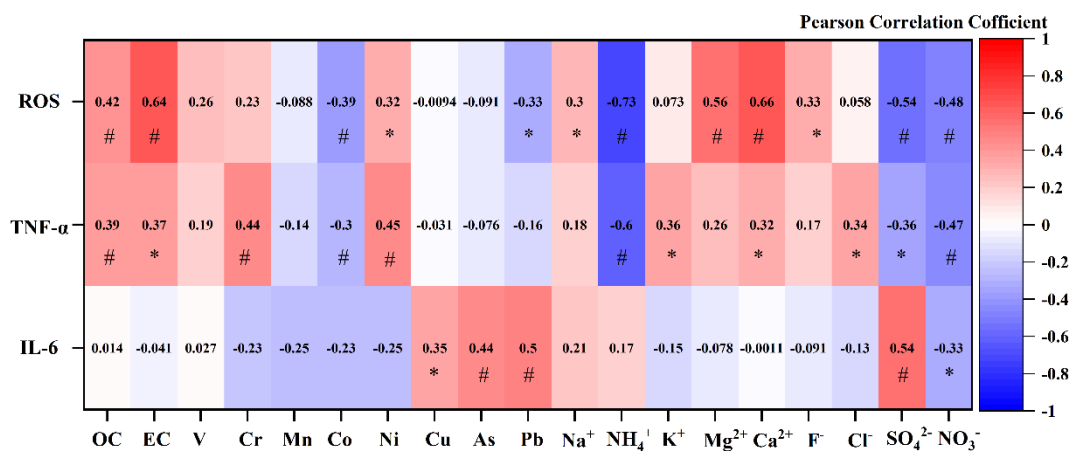 Pearson Correlation Cofficient
ROS 0.42 0.64 0.26 0.23 -0.088 -0.39 0.32 -0.0094 -0.091 -0.33 0.3 -0.73 0.073 0.56 0.66 0.33 0.058 -0.54 -0.48
# # # * * * # # # * # #
TNF-α 0.39 0.37 0.19 0.44 -0.14 -0.3 0.45 -0.031 -0.076 -0.16 0.18 -0.6 0.36 0.26 0.32 0.17 0.34 -0.36 -0.47
# * # # # # * * * * #
IL-6 0.014 -0.041 0.027 -0.23 -0.25 -0.23 -0.25 0.35 0.44 0.5 0.21 0.17 -0.15 -0.078 -0.0011 -0.091 -0.13 0.54 -0.33
* # # # *
OC EC V Cr Mn Co Ni Cu As Pb Na⁺ NH₄⁺ K⁺ Mg²⁺ Ca²⁺ F⁻ Cl⁻ SO₄²⁻ NO₃⁻
1
0.8
0.6
0.4
0.2
0
-0.2
-0.4
-0.6
-0.8
-1